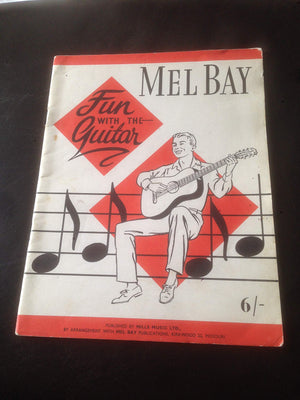 MEL BAY
Fun
WITH THE
Guitar
6/-
PUBLISHED BY MILLS MUSIC LTD.,
BY ARRANGEMENT WITH MEL BAY PUBLICATIONS, KIRKWOOD 22, MISSOURI